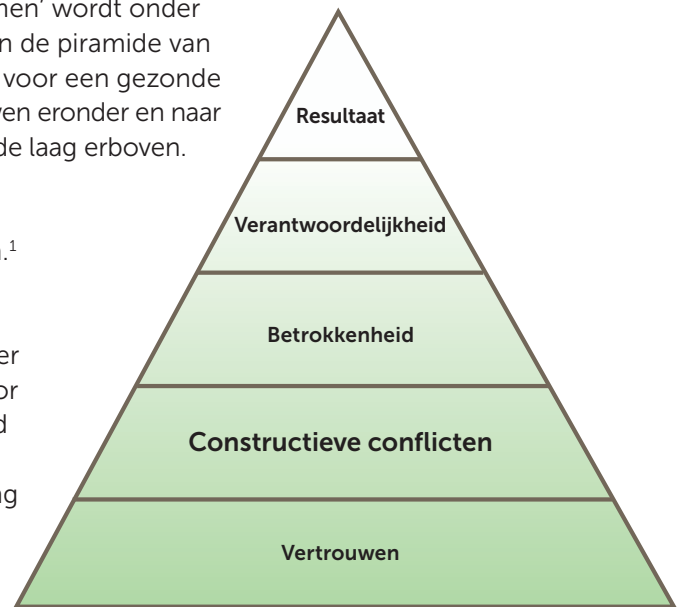 wordt onder
de piramide van
voor een gezonde
eronder en naar
de laag erboven.
Resultaat
Verantwoordelijkheid
Betrokkenheid
Constructieve conflicten
Vertrouwen